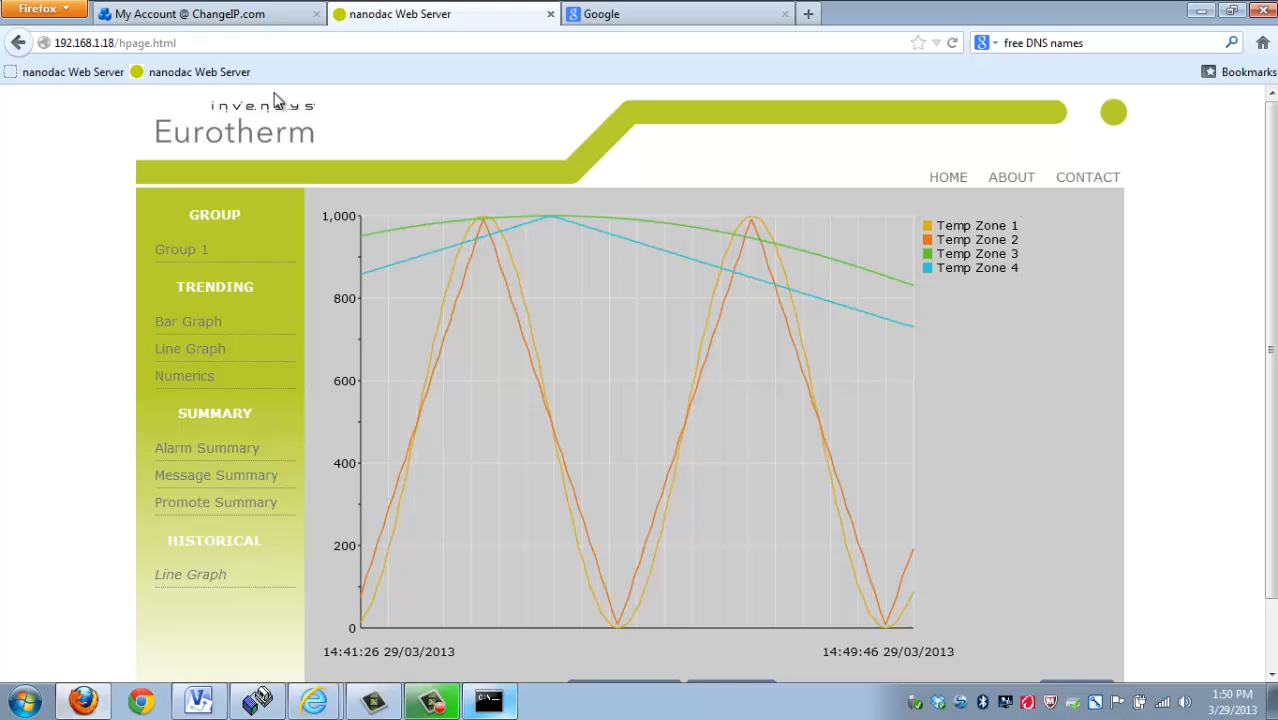 Firefox
My Account @ ChangeIP.com
nanodac Web Server
Google
192.168.1.18/hpage.html
free DNS names
nanodac Web Server
nanodac Web Server
Bookmarks
invensys
Eurotherm
HOME
ABOUT
CONTACT
GROUP
Group 1
TRENDING
Bar Graph
Line Graph
Numerics
SUMMARY
Alarm Summary
Message Summary
Promote Summary
HISTORICAL
Line Graph
1,000
800
600
400
200
0
14:41:26 29/03/2013
14:49:46 29/03/2013
Temp Zone 1
Temp Zone 2
Temp Zone 3
Temp Zone 4
1:50 PM
3/29/2013